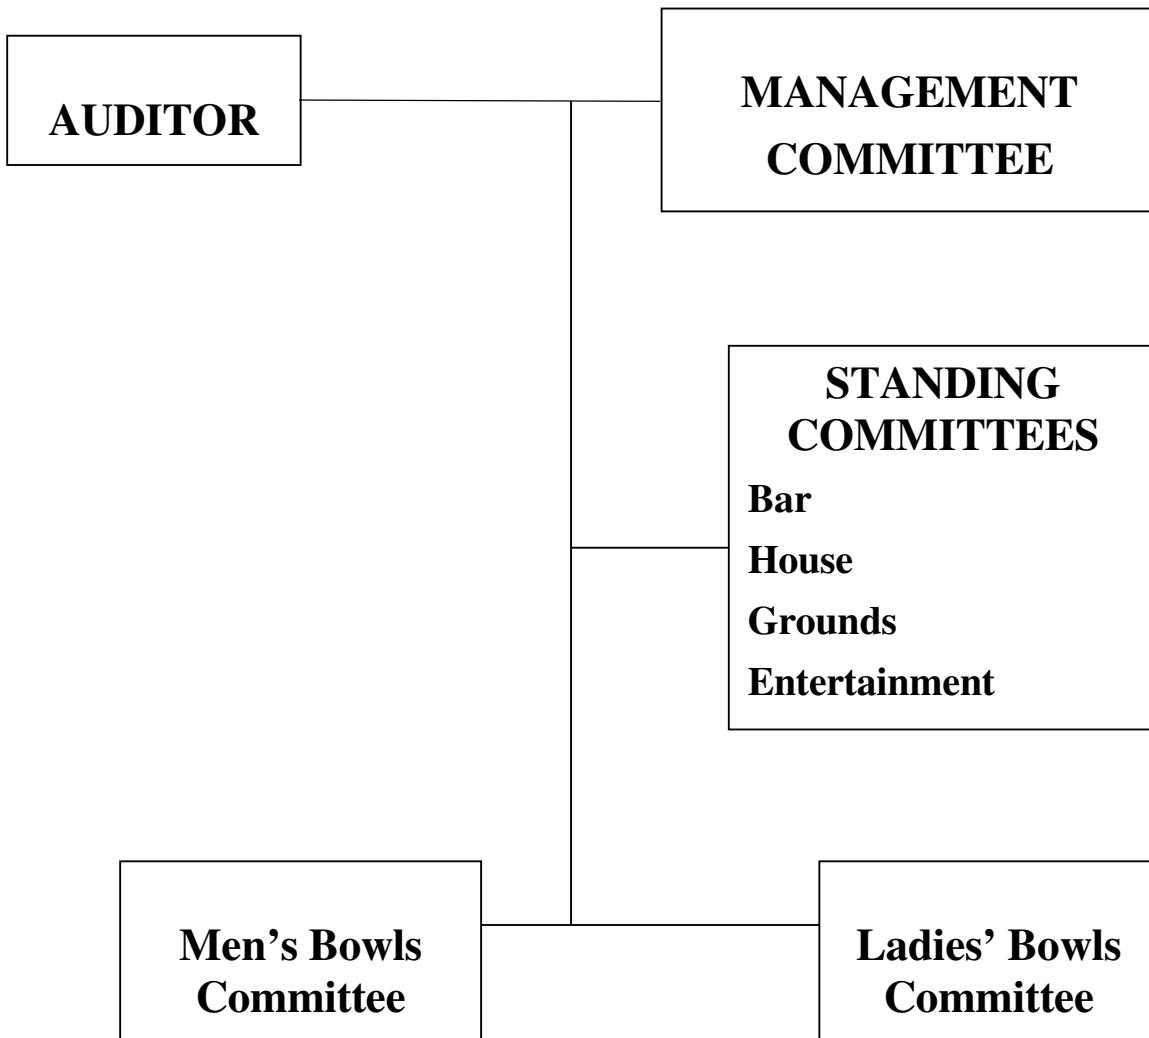 AUDITOR
MANAGEMENT
COMMITTEE
STANDING
COMMITTEES
Bar
House
Grounds
Entertainment
Men’s Bowls
Committee
Ladies’ Bowls
Committee